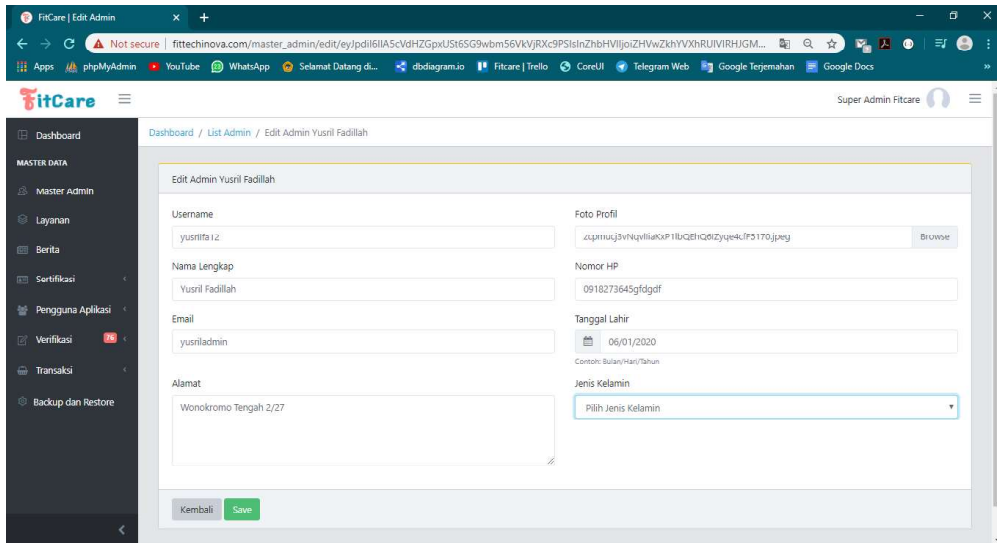 FitCare | Edit Admin
Not secure | fittechinova.com/master_admin/edit/
Apps phpMyAdmin YouTube WhatsApp Selamat Datang di... dbdiagram.io Fitcare | Trello CoreUI Telegram Web Google Terjemahan Google Docs »
FitCare
Super Admin Fitcare
Dashboard
Dashboard / List Admin / Edit Admin Yusril Fadillah
MASTER DATA
Master Admin
Layanan
Berita
Sertifikasi
Pengguna Aplikasi
Verifikasi 76
Transaksi
Backup dan Restore
Edit Admin Yusril Fadillah
Username
yusrilfa12
Foto Profil
Browse
Nama Lengkap
Yusril Fadillah
Nomor HP
0918273645gfdgdf
Email
yusriladmin
Tanggal Lahir
06/01/2020
Contoh: Bulan/Hari/Tahun
Alamat
Wonokromo Tengah 2/27
Jenis Kelamin
Pilih Jenis Kelamin
Kembali Save